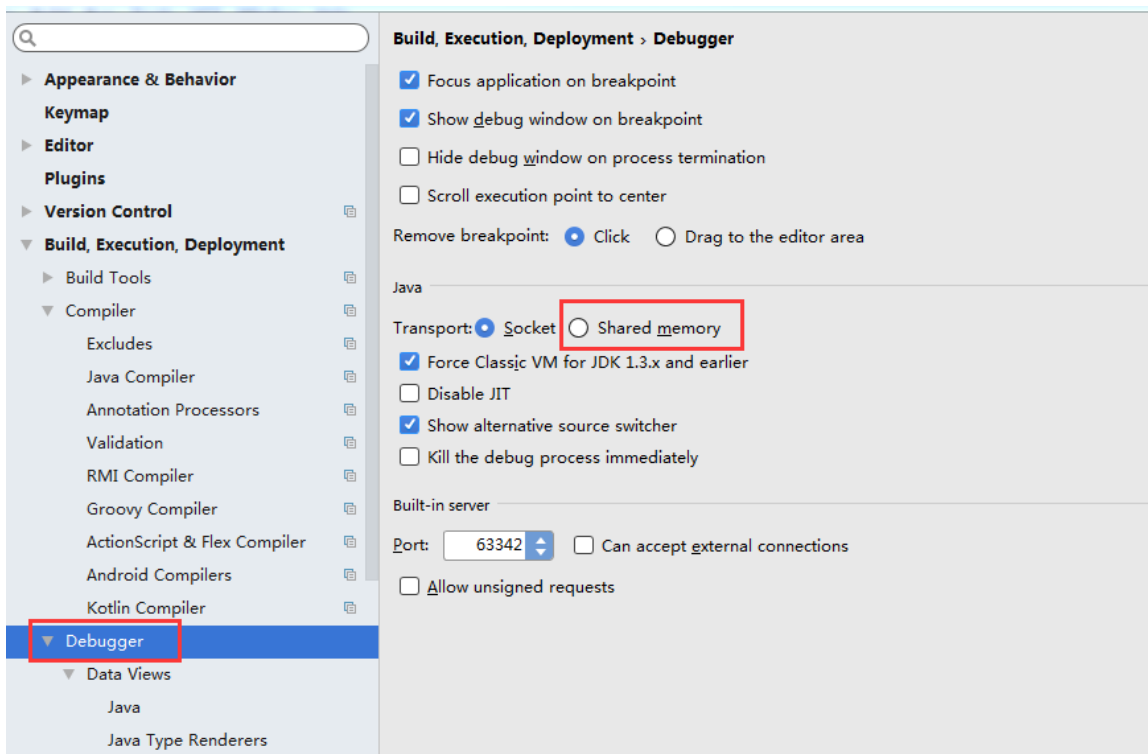 Appearance & Behavior
Keymap
Editor
Plugins
Version Control
Build, Execution, Deployment
Build Tools
Compiler
Excludes
Java Compiler
Annotation Processors
Validation
RMI Compiler
Groovy Compiler
ActionScript & Flex Compiler
Android Compilers
Kotlin Compiler
Debugger
Data Views
Java
Java Type Renderers
Build, Execution, Deployment › Debugger
Focus application on breakpoint
Show debug window on breakpoint
Hide debug window on process termination
Scroll execution point to center
Remove breakpoint: Click Drag to the editor area
Java
Transport: Socket Shared memory
Force Classic VM for JDK 1.3.x and earlier
Disable JIT
Show alternative source switcher
Kill the debug process immediately
Built-in server
Port: 63342 Can accept external connections
Allow unsigned requests